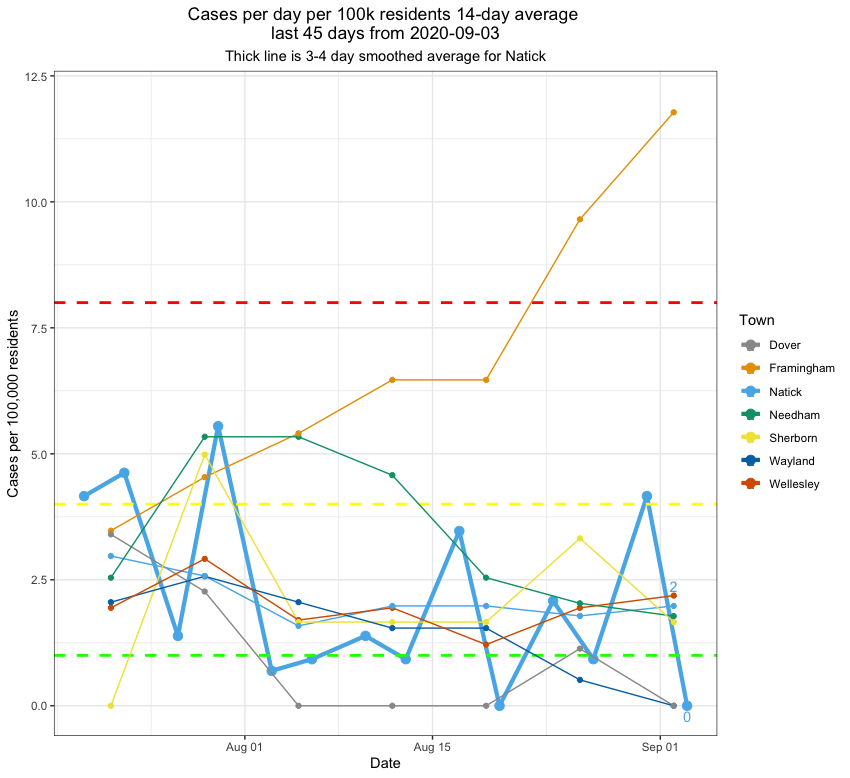 Cases per day per 100k residents 14-day average
last 45 days from 2020-09-03
Thick line is 3-4 day smoothed average for Natick
Cases per 100,000 residents
12.5
10.0
7.5
5.0
2.5
0.0
2
0
Aug 01
Aug 15
Sep 01
Date
Town
Dover
Framingham
Natick
Needham
Sherborn
Wayland
Wellesley